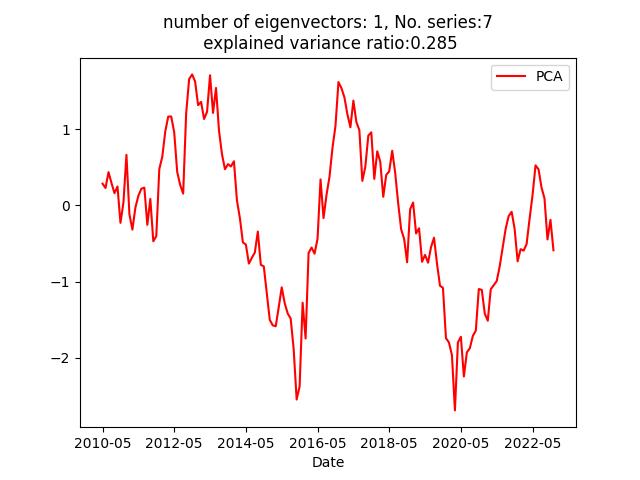 number of eigenvectors: 1, No. series:7
explained variance ratio:0.285
PCA
1
0
−1
−2
2010-05 2012-05 2014-05 2016-05 2018-05 2020-05 2022-05
Date